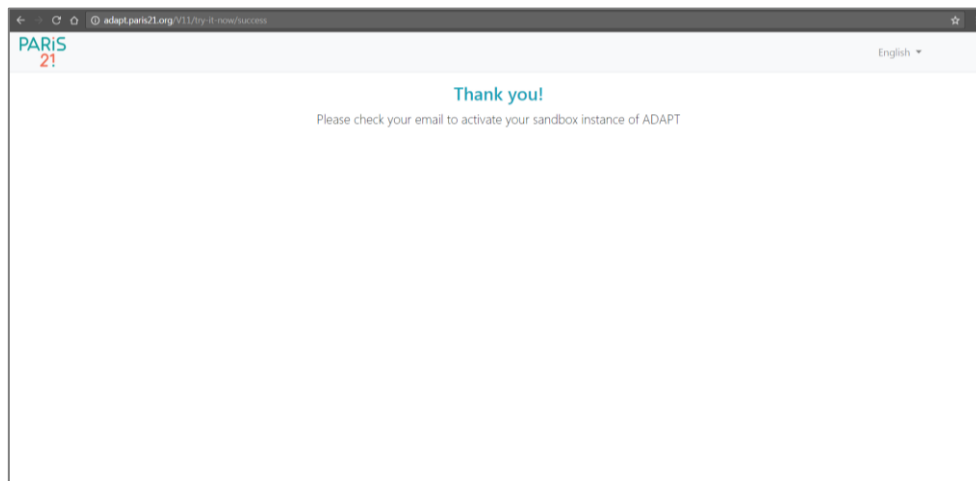 adapt.paris21.org/V11/try-it-now/success
PARiS
21
English
Thank you!
Please check your email to activate your sandbox instance of ADAPT